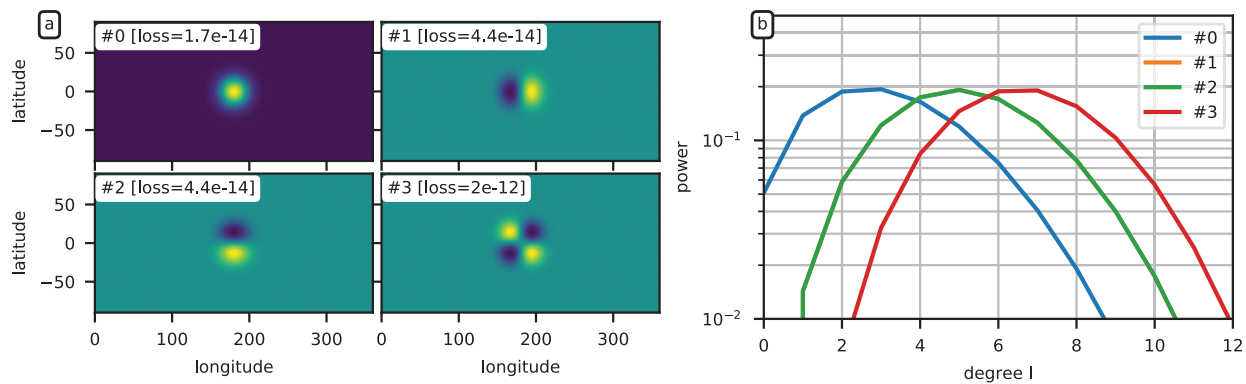 a
#0 [loss=1.7e-14]
#1 [loss=4.4e-14]
50
0
−50
latitude
#2 [loss=4.4e-14]
#3 [loss=2e-12]
50
0
−50
latitude
0 100 200 300
0 100 200 300
longitude
longitude
b
#0
#1
#2
#3
10⁻¹
10⁻²
power
0 2 4 6 8 10 12
degree l